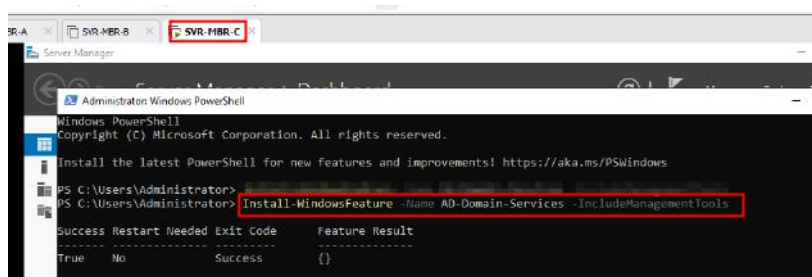 SVR-MBR-B
SVR-MBR-C
Server Manager
Administrator: Windows PowerShell
Windows PowerShell
Copyright (C) Microsoft Corporation. All rights reserved.
Install the latest PowerShell for new features and improvements! https://aka.ms/PSWindows
PS C:\Users\Administrator>
PS C:\Users\Administrator> Install-WindowsFeature -Name AD-Domain-Services -IncludeManagementTools
Success Restart Needed Exit Code Feature Result
------- -------------- --------- --------------
True No Success {}